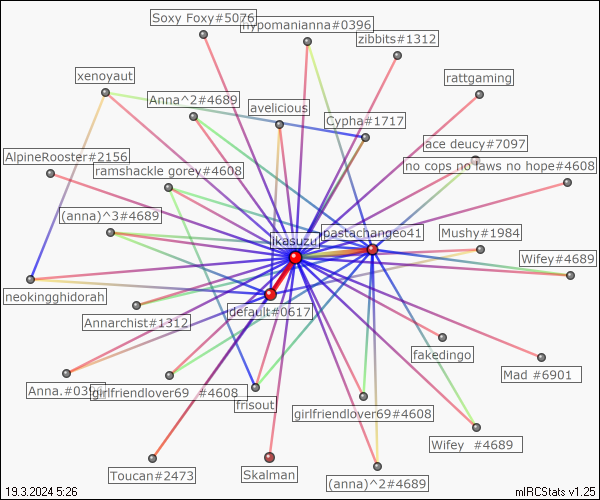 Soxy Foxy#5076
hypomanianna#0396
zibbits#1312
xenoyaut
rattgaming
Anna^2#4689
avelicious
Cypha#1717
ace deucy#7097
AlpineRooster#2156
ramshackle gorey#4608
no cops no laws no hope#4608
(anna)^3#4689
Ikasuzu
pastachange041
Mushy#1984
Wifey#4689
neokingghidorah
default#0617
Annarchist#1312
fakedingo
Mad #6901
Anna.#03
girlfriendlover69 #4608
frisout
girlfriendlover69#4608
Wifey #4689
Toucan#2473
Skalman
(anna)^2#4689
19.3.2024 5:26
mIRCStats v1.25